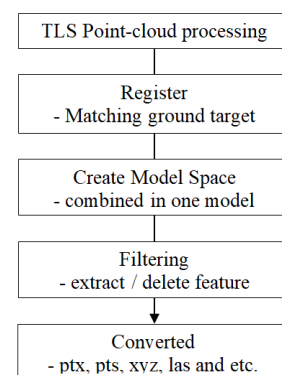 TLS Point-cloud processing
Register
- Matching ground target
Create Model Space
- combined in one model
Filtering
- extract / delete feature
Converted
- ptx, pts, xyz, las and etc.